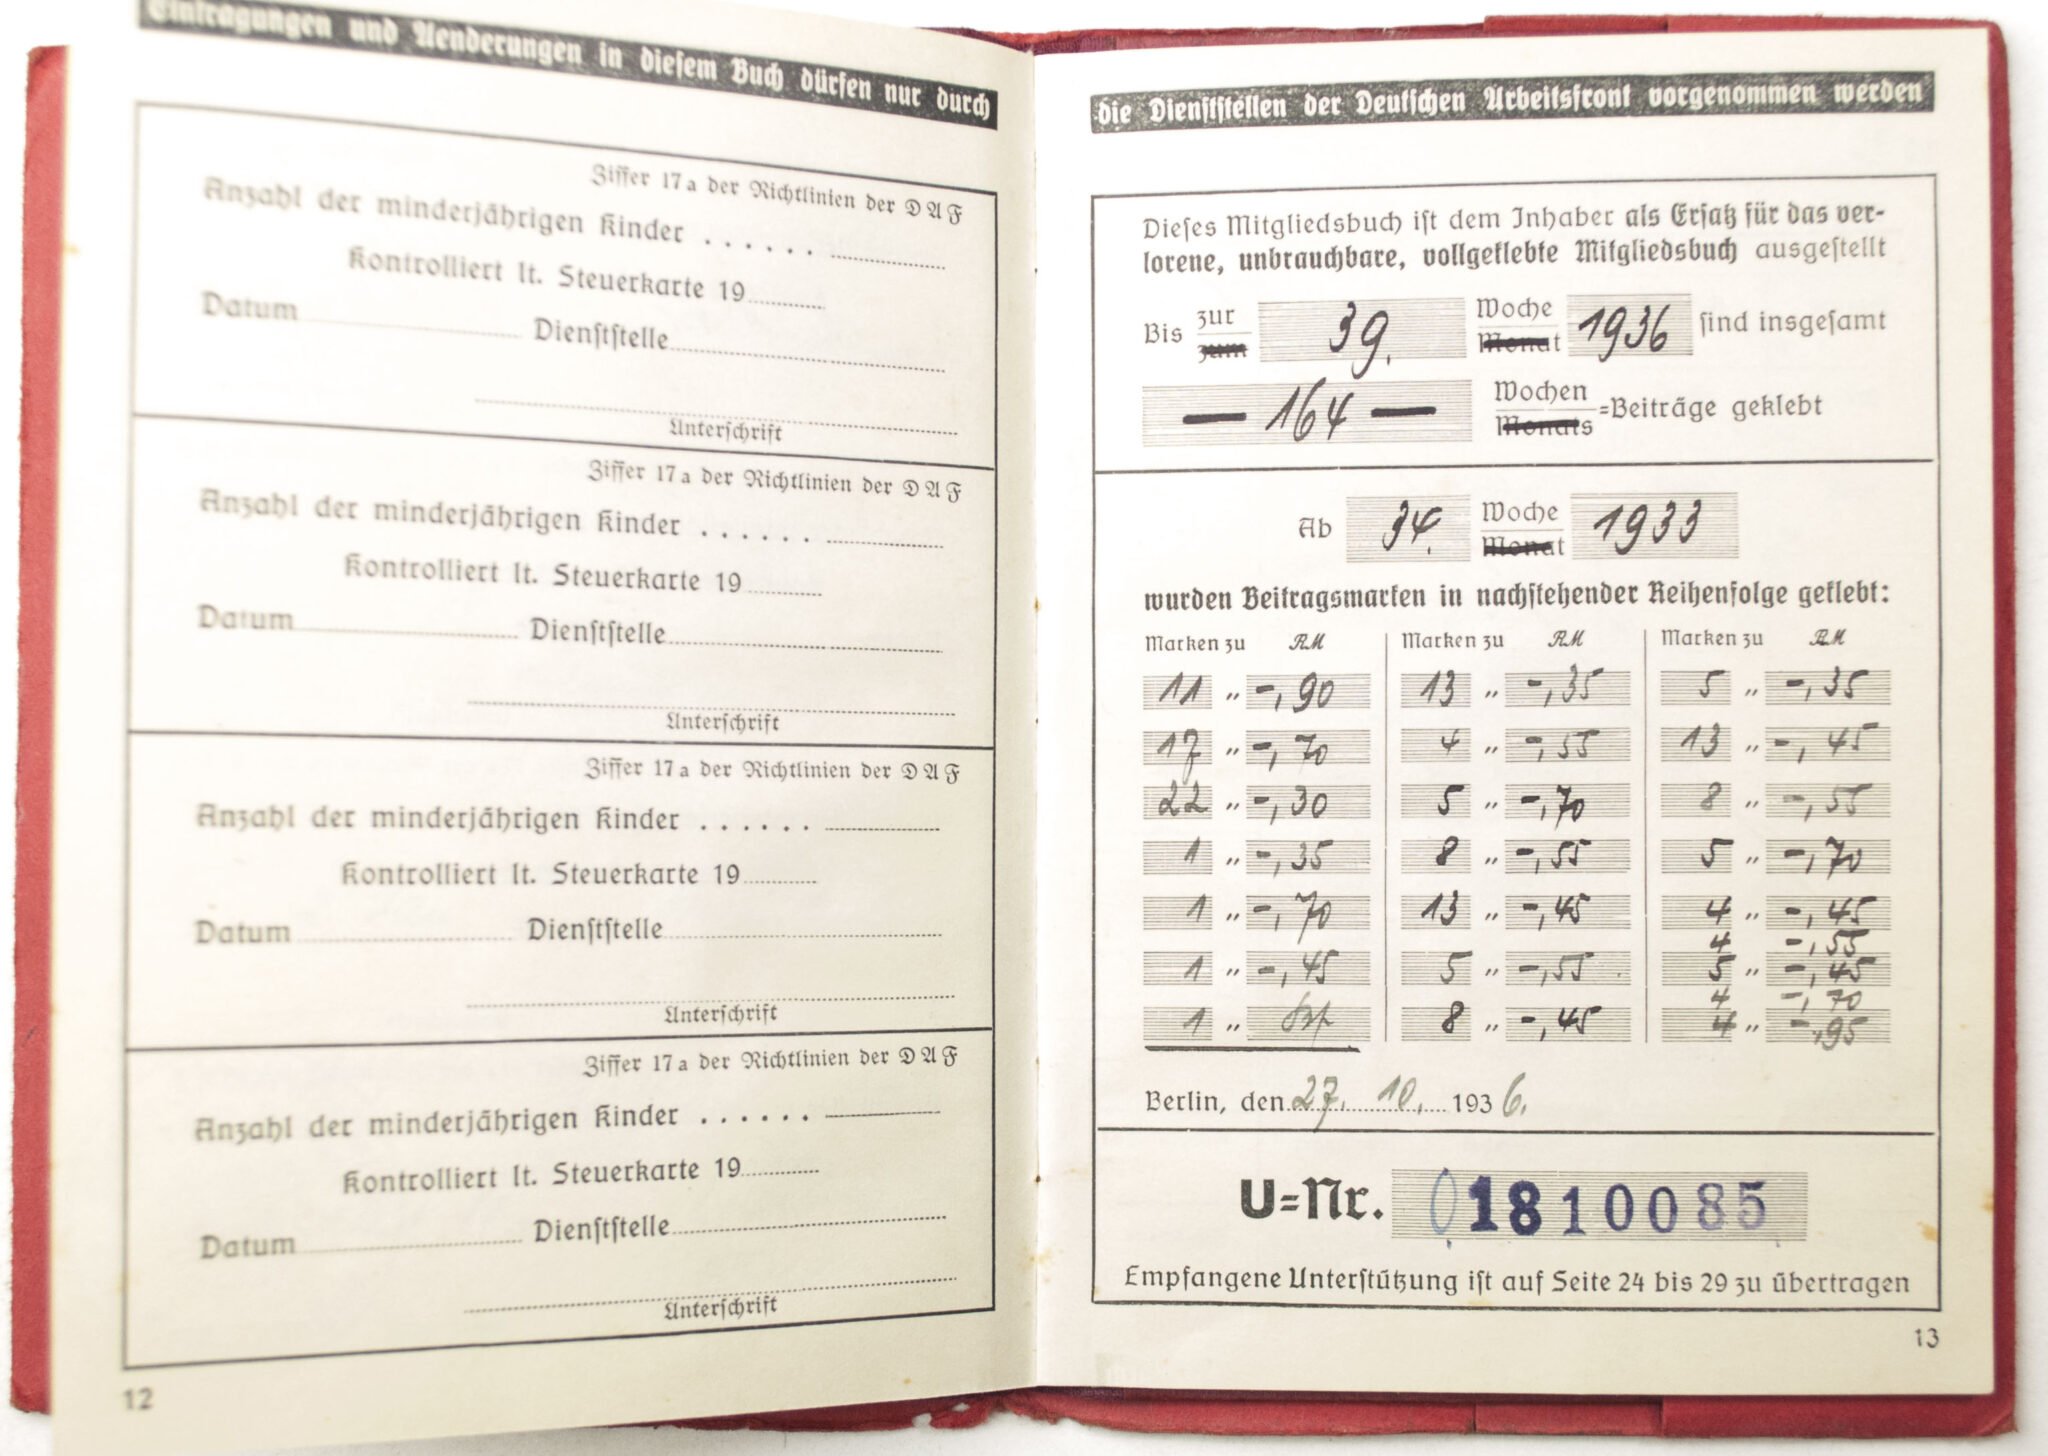 Eintragungen und Aenderungen in diesem Buch dürfen nur durch
Ziffer 17a der Richtlinien der DAF
Anzahl der minderjährigen Kinder ......
Kontrolliert lt. Steuerkarte 19
Datum Dienststelle
Unterschrift
Ziffer 17a der Richtlinien der DAF
Anzahl der minderjährigen Kinder ......
Kontrolliert lt. Steuerkarte 19
Datum Dienststelle
Unterschrift
Ziffer 17a der Richtlinien der DAF
Anzahl der minderjährigen Kinder ......
Kontrolliert lt. Steuerkarte 19
Datum Dienststelle
Unterschrift
Ziffer 17a der Richtlinien der DAF
Anzahl der minderjährigen Kinder ......
Kontrolliert lt. Steuerkarte 19
Datum Dienststelle
Unterschrift
12
die Dienststellen der Deutschen Arbeitsfront vorgenommen werden
Dieses Mitgliedsbuch ist dem Inhaber als Ersatz für das ver-
lorene, unbrauchbare, vollgeklebte Mitgliedsbuch ausgestellt
Bis zur zum 39. Woche Monat 1936 sind insgesamt
— 164 — Wochen Monats =Beiträge geklebt
Ab 34. Woche Monat 1933
wurden Beitragsmarken in nachstehender Reihenfolge geklebt:
Marken zu RM Marken zu RM Marken zu RM
11 „ -,90 13 „ -,35 5 „ -,35
17 „ -,70 4 „ -,55 13 „ -,45
22 „ -,30 5 „ -,70 8 „ -,55
1 „ -,35 8 „ -,55 5 „ -,70
1 „ -,70 13 „ -,45 4 „ -,45
4 -,55
1 „ -,45 5 „ -,55 5 „ -,45
4 -,70
1 „ 8 „ -,45 4 „ -,95
Berlin, den 27. 10. 1936.
U=Nr. 01810085
Empfangene Unterstützung ist auf Seite 24 bis 29 zu übertragen
13